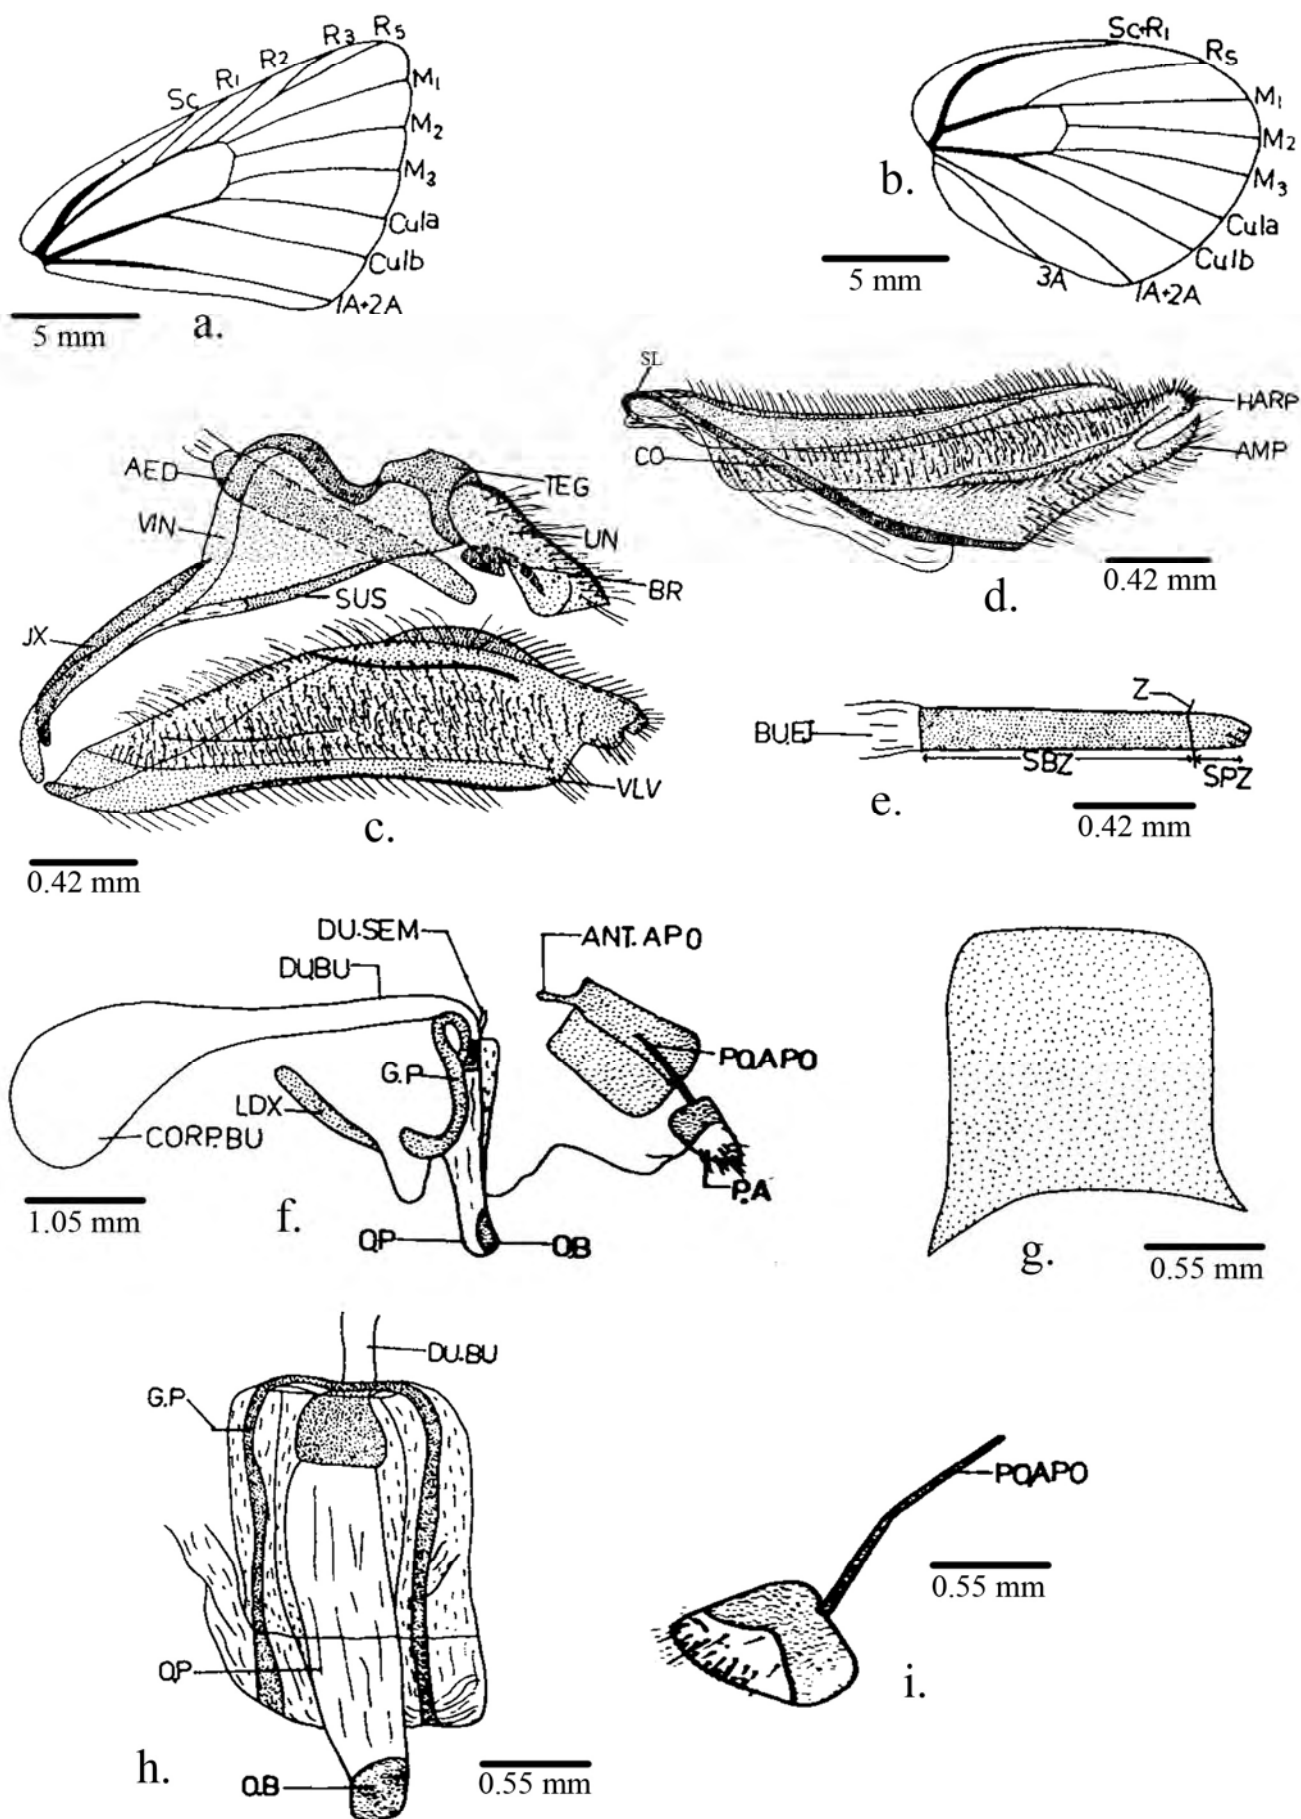 Sc
R1
R2
R3
R5
M1
M2
M3
Cu1a
Cu1b
1A+2A
5 mm
a.
Sc+R1
R5
M1
M2
M3
Cu1a
Cu1b
1A+2A
3A
5 mm
b.
AED
VIN
JX
SUS
TEG
UN
BR
VLV
c.
0.42 mm
SL
CO
HARP
AMP
d.
0.42 mm
Z
BU.EJ
SBZ
SPZ
e.
0.42 mm
DU.SEM
DU.BU
G.P
LDX
CORP.BU
ANT.APO
PO.APO
P.A
O.P
O.B
1.05 mm
f.
g.
0.55 mm
DU.BU
G.P
O.P
O.B
h.
0.55 mm
PO.APO
0.55 mm
i.